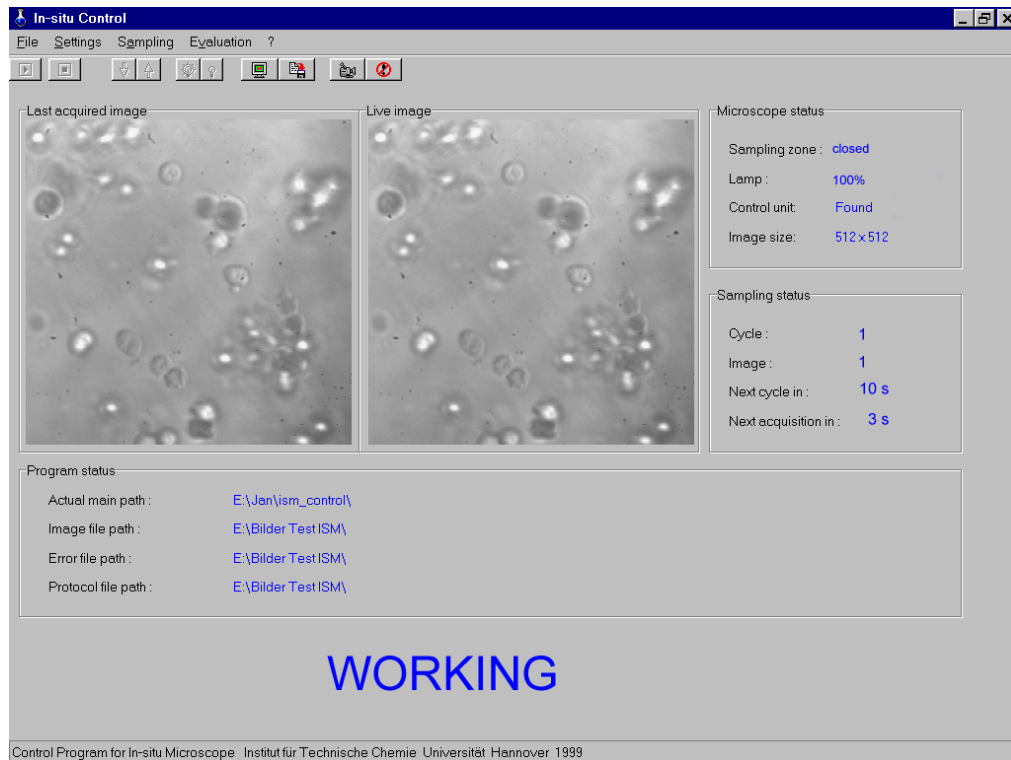 In-situ Control
File Settings Sampling Evaluation ?
Last acquired image
Live image
Microscope status
Sampling zone : closed
Lamp : 100%
Control unit: Found
Image size: 512 x 512
Sampling status
Cycle : 1
Image : 1
Next cycle in : 10 s
Next acquisition in : 3 s
Program status
Actual main path : E:\Jan\ism_control\
Image file path : E:\Bilder Test ISM\
Error file path : E:\Bilder Test ISM\
Protocol file path : E:\Bilder Test ISM\
WORKING
Control Program for In-situ Microscope Institut für Technische Chemie Universität Hannover 1999